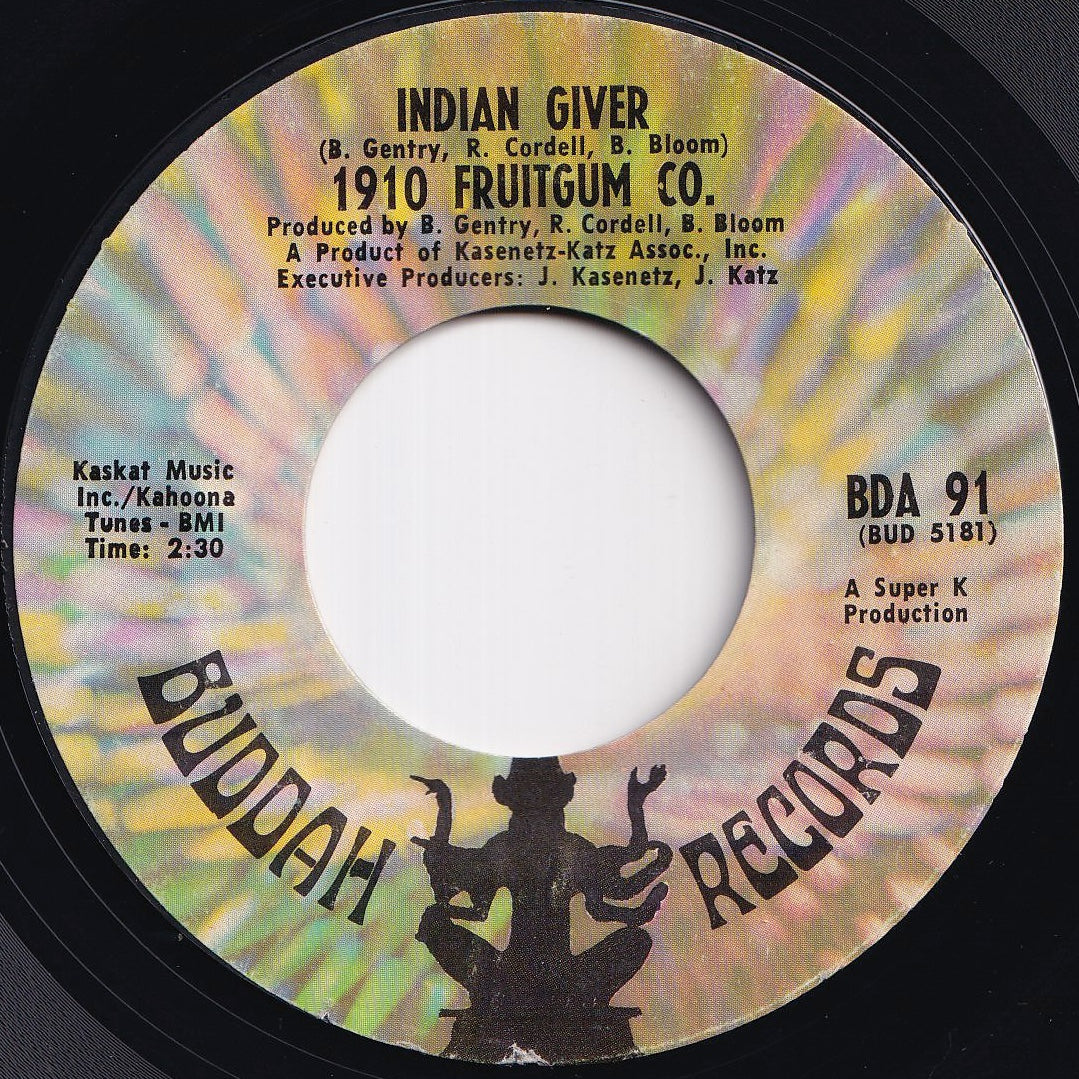 INDIAN GIVER
(B. Gentry, R. Cordell, B. Bloom)
1910 FRUITGUM CO.
Produced by B. Gentry, R. Cordell, B. Bloom
A Product of Kasenetz-Katz Assoc., Inc.
Executive Producers: J. Kasenetz, J. Katz
Kaskat Music
Inc./Kahoona
Tunes - BMI
Time: 2:30
BDA 91
(BUD 5181)
A Super K
Production
BUDDAH RECORDS